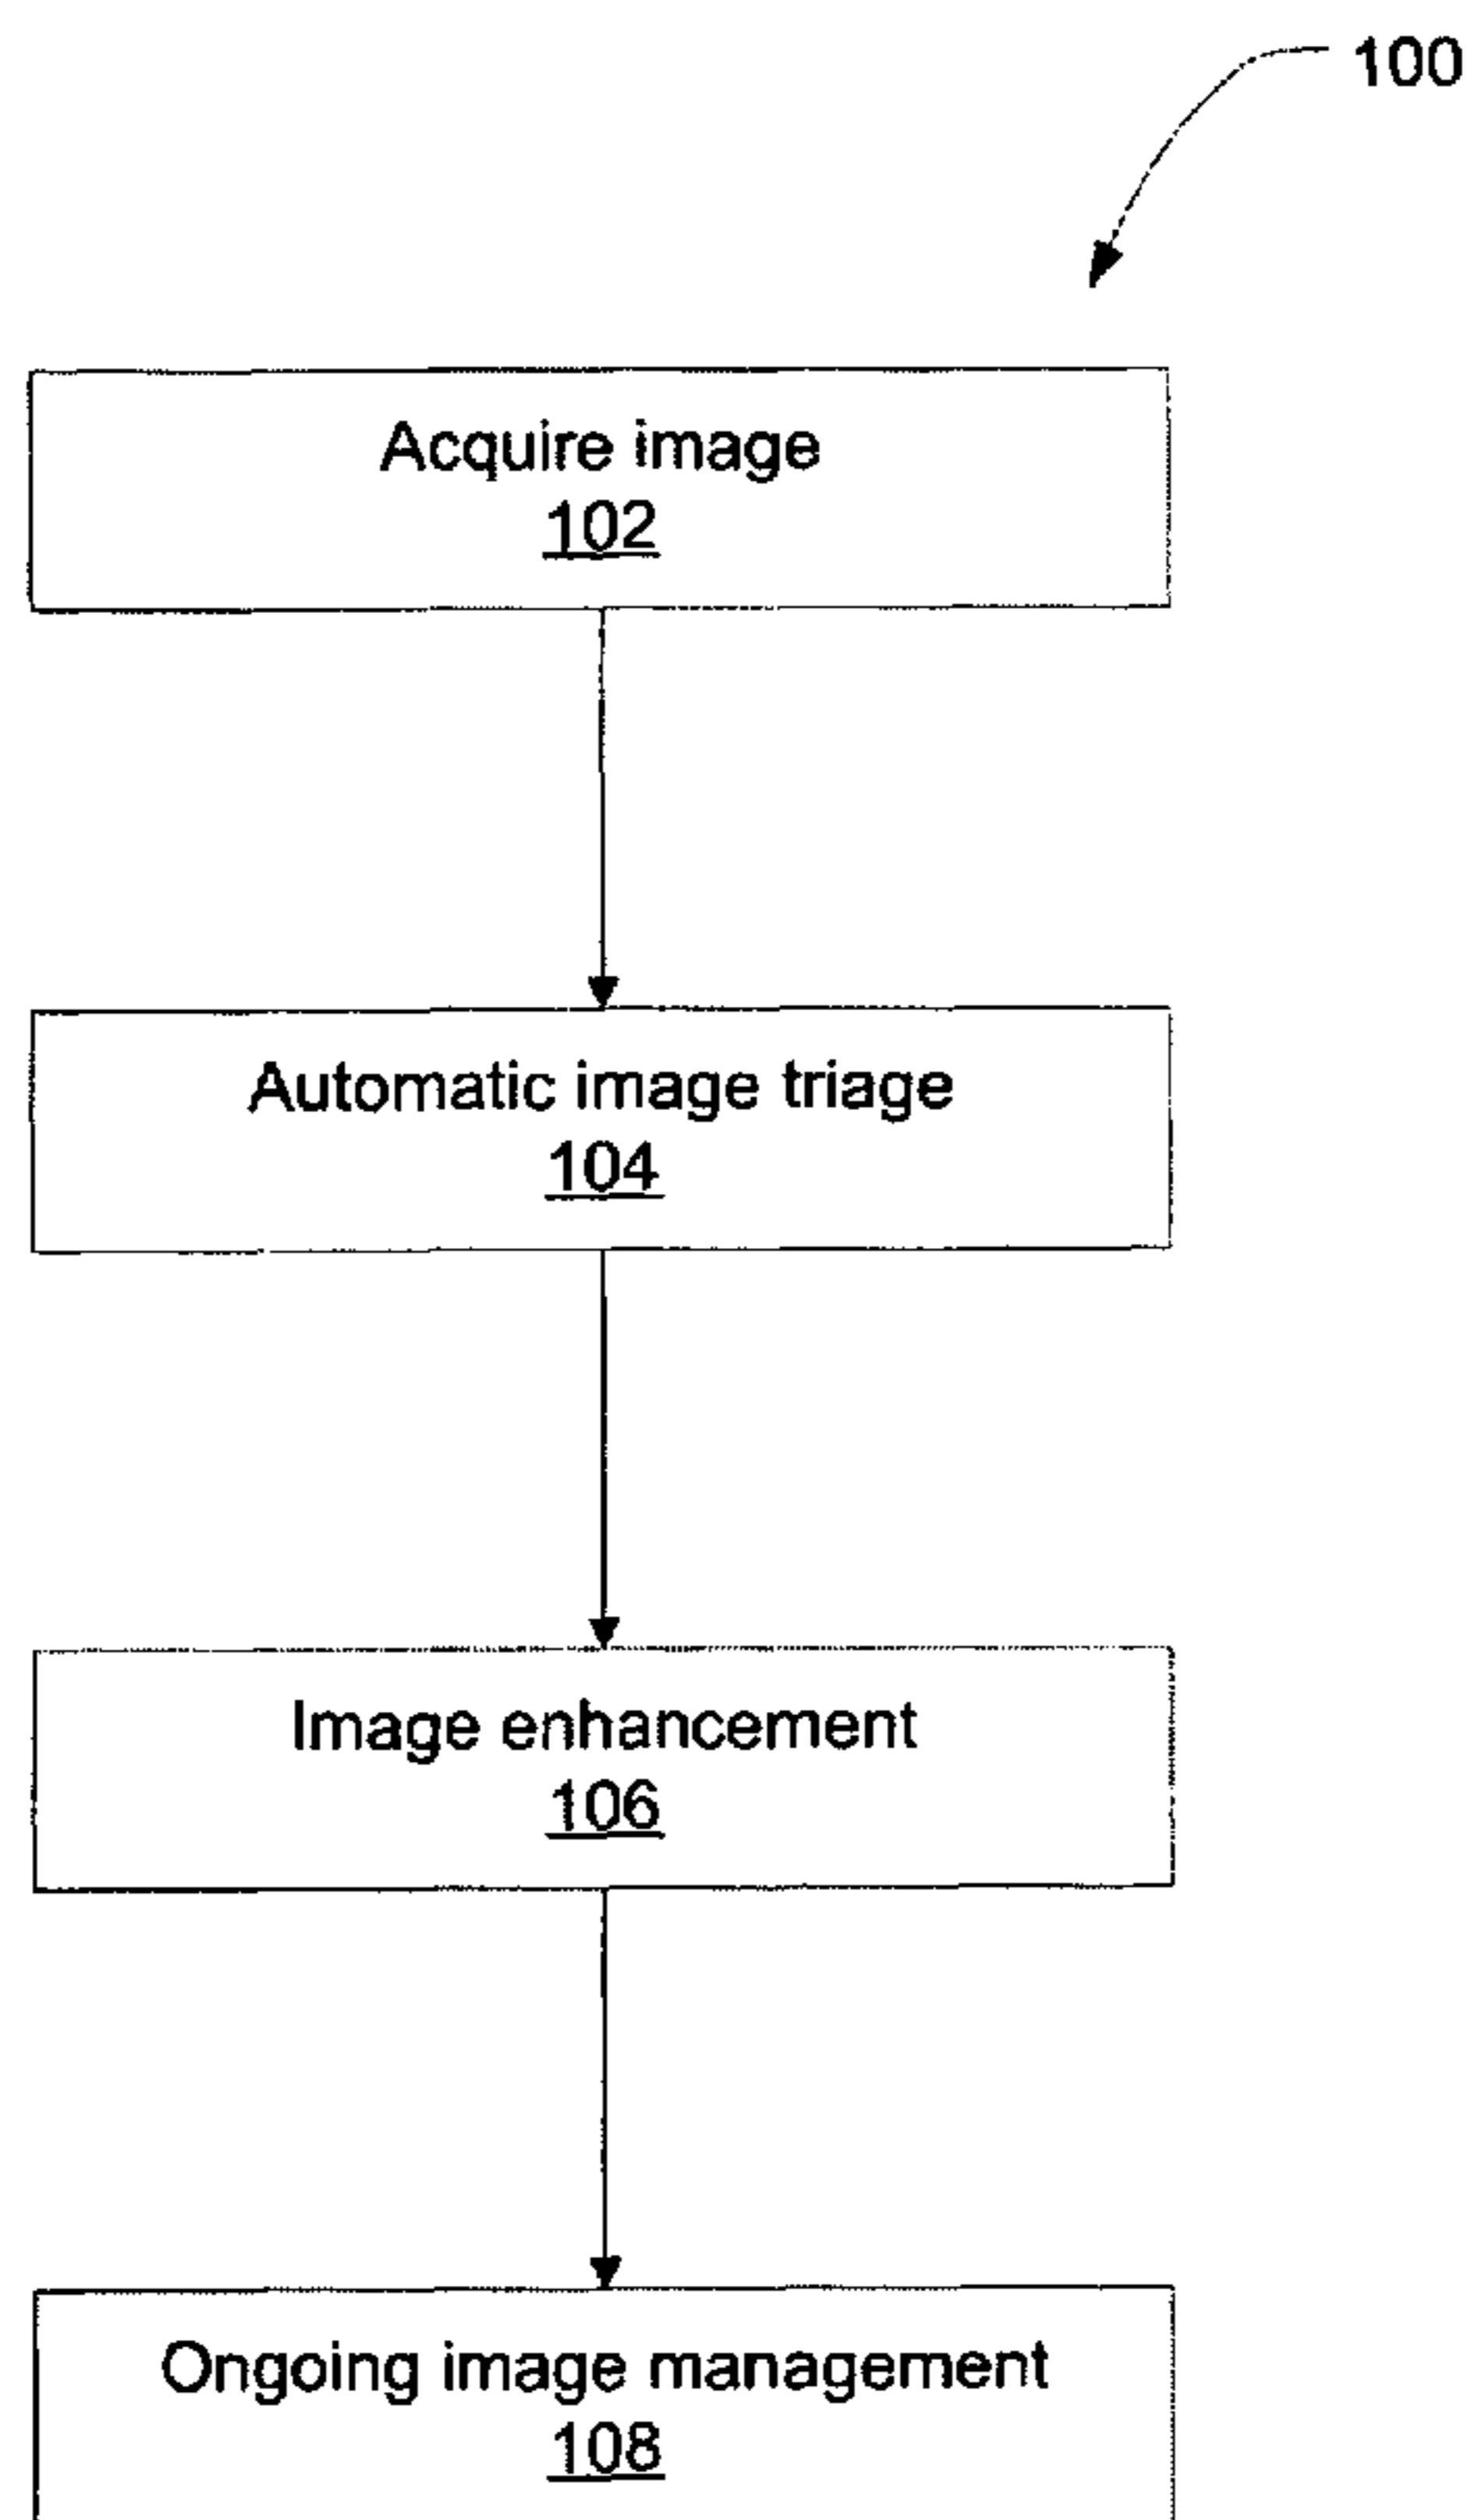 100
Acquire image
102
Automatic image triage
104
Image enhancement
106
Ongoing image management
108